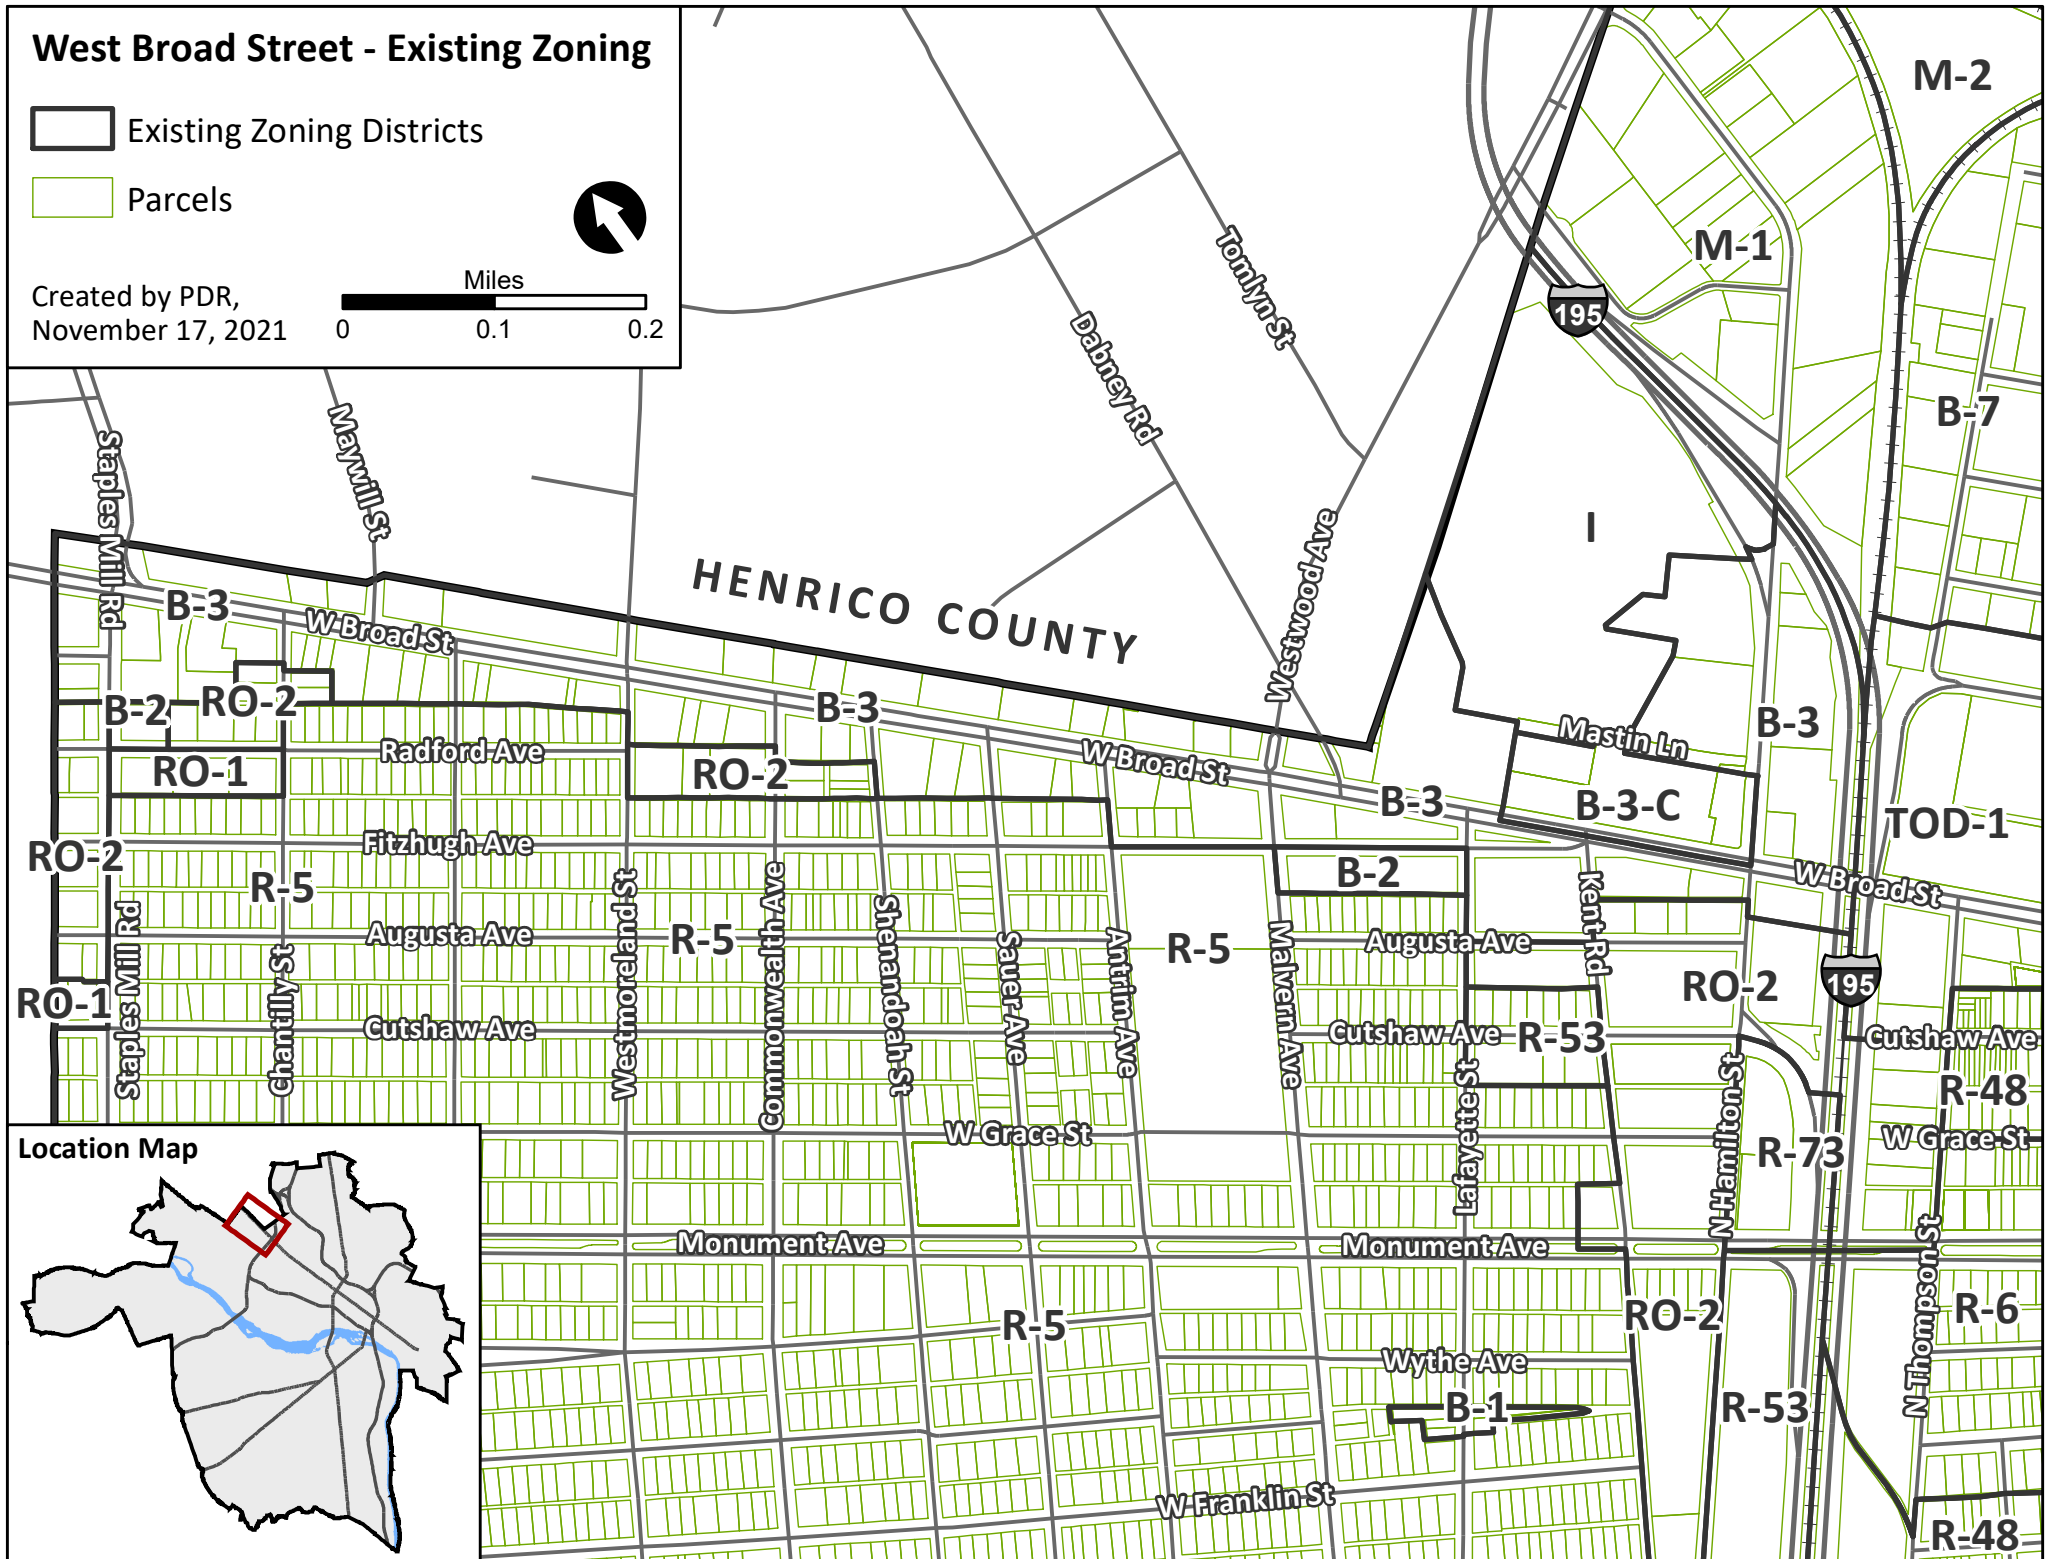 West Broad Street - Existing Zoning
Existing Zoning Districts
Parcels
Created by PDR,
November 17, 2021
Miles
0 0.1 0.2
M-2
M-1
195
B-7
Tomlyn St
Dabney Rd
Maywill St
Staples Mill Rd
Westwood Ave
HENRICO COUNTY
I
B-3
W Broad St
B-2
RO-2
B-3
W Broad St
Mastin Ln
B-3
Radford Ave
RO-1
RO-2
B-3
B-3-C
TOD-1
Fitzhugh Ave
RO-2
R-5
B-2
W Broad St
Kent Rd
Augusta Ave
R-5
R-5
Augusta Ave
RO-2
195
RO-1
Staples Mill Rd
Chantilly St
Westmoreland St
Commonwealth Ave
Shenandoah St
Sauer Ave
Antrim Ave
Malvern Ave
Cutshaw Ave
Cutshaw Ave
R-53
Cutshaw Ave
Lafayette St
N Hamilton St
R-48
W Grace St
R-73
W Grace St
Location Map
Monument Ave
Monument Ave
N Thompson St
R-5
RO-2
R-6
Wythe Ave
B-1
R-53
W Franklin St
R-48